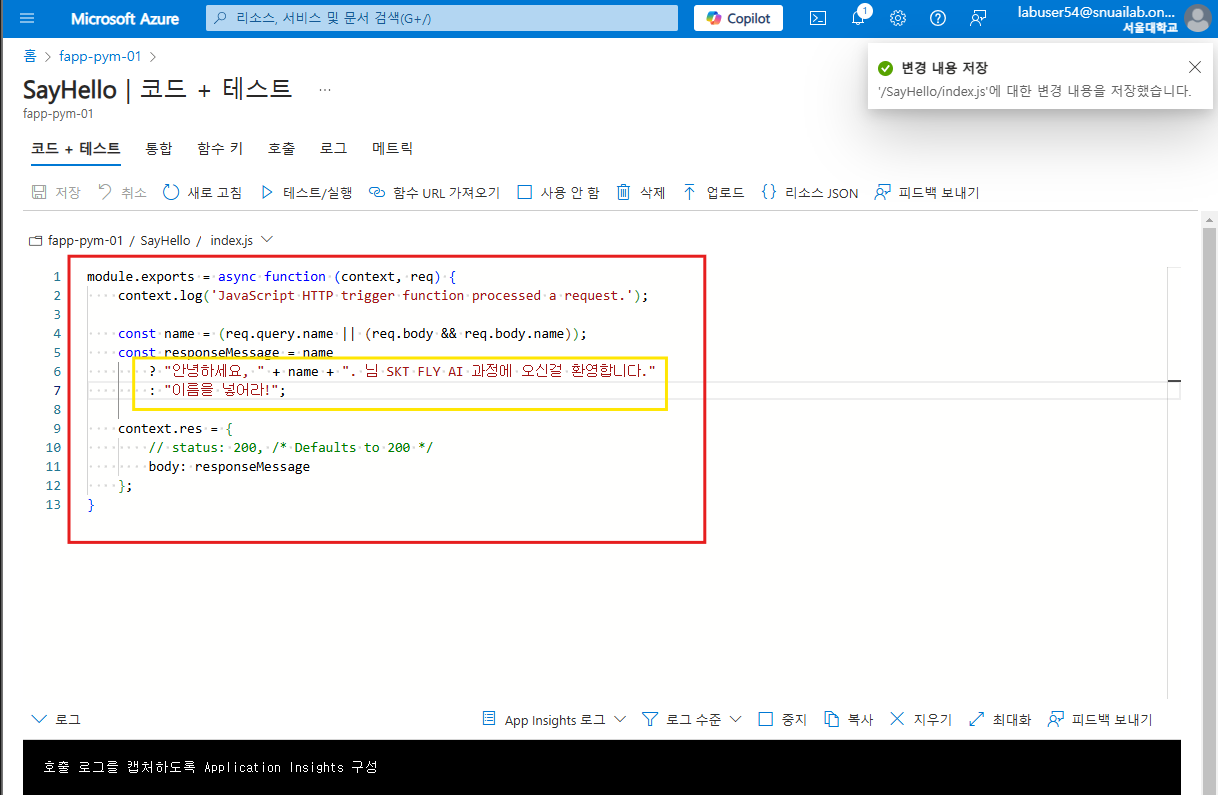 Microsoft Azure
리소스, 서비스 및 문서 검색(G+/)
Copilot
1
labuser54@snuailab.on...
서울대학교
홈 > fapp-pym-01 >
SayHello | 코드 + 테스트 ...
fapp-pym-01
변경 내용 저장
'/SayHello/index.js'에 대한 변경 내용을 저장했습니다.
코드 + 테스트 통합 함수 키 호출 로그 메트릭
저장 취소 새로 고침 테스트/실행 함수 URL 가져오기 사용 안 함 삭제 업로드 {} 리소스 JSON 피드백 보내기
fapp-pym-01 / SayHello / index.js
1 module.exports = async function (context, req) {
2 context.log('JavaScript HTTP trigger function processed a request.');
3
4 const name = (req.query.name || (req.body && req.body.name));
5 const responseMessage = name
6 ? "안녕하세요, " + name + ". 님 SKT FLY AI 과정에 오신걸 환영합니다."
7 : "이름을 넣어라!";
8
9 context.res = {
10 // status: 200, /* Defaults to 200 */
11 body: responseMessage
12 };
13 }
로그
App Insights 로그 로그 수준 중지 복사 지우기 최대화 피드백 보내기
호출 로그를 캡처하도록 Application Insights 구성